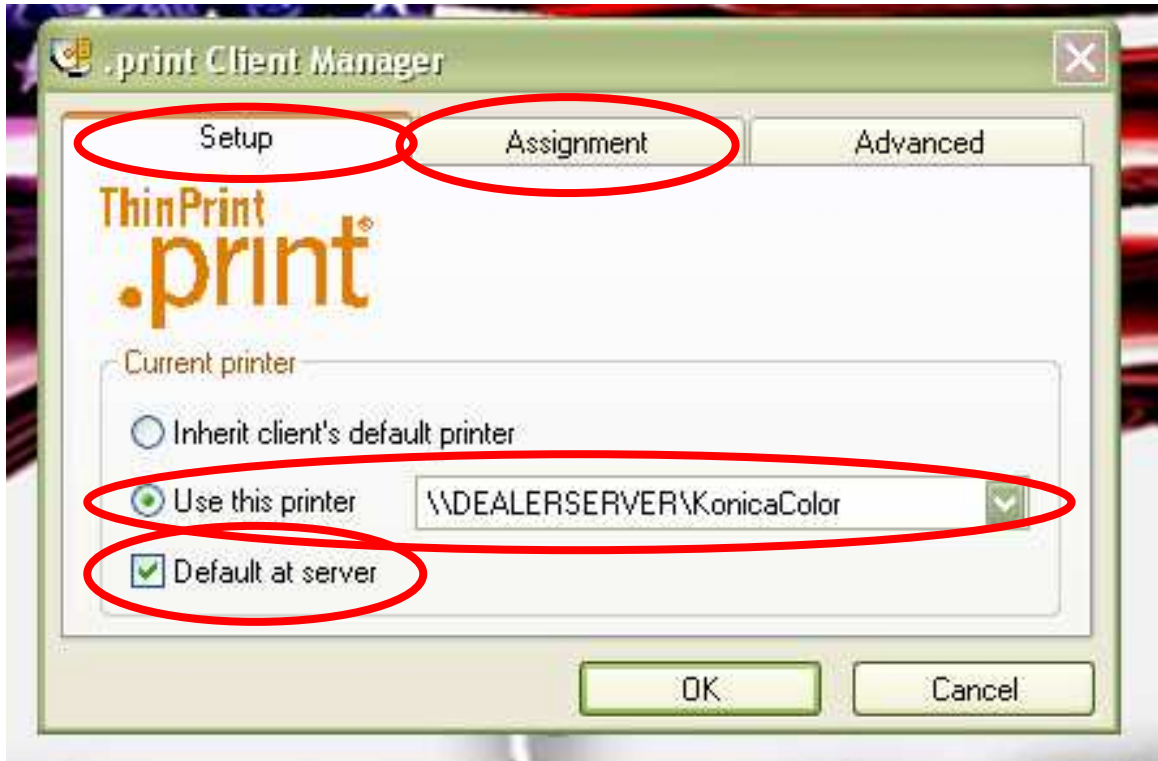 .print Client Manager
Setup Assignment Advanced
ThinPrint
.print®
Current printer
Inherit client's default printer
Use this printer \\DEALERSERVER\KonicaColor
Default at server
OK Cancel